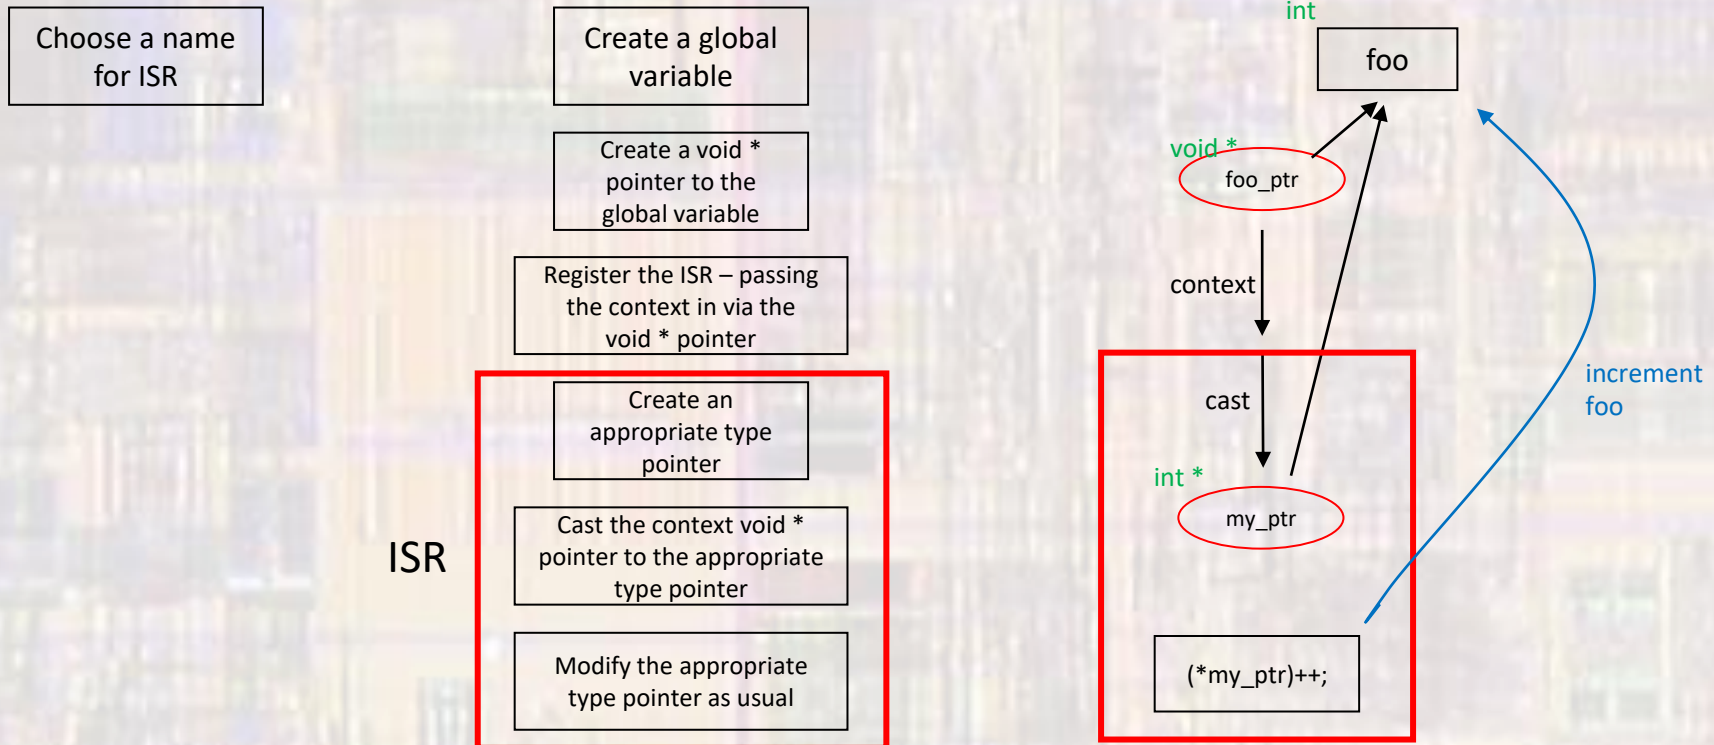 Choose a name
for ISR
Create a global
variable
Create a void *
pointer to the
global variable
Register the ISR – passing
the context in via the
void * pointer
ISR
Create an
appropriate type
pointer
Cast the context void *
pointer to the appropriate
type pointer
Modify the appropriate
type pointer as usual
int
foo
void *
foo_ptr
context
cast
int *
my_ptr
(*my_ptr)++;
increment
foo